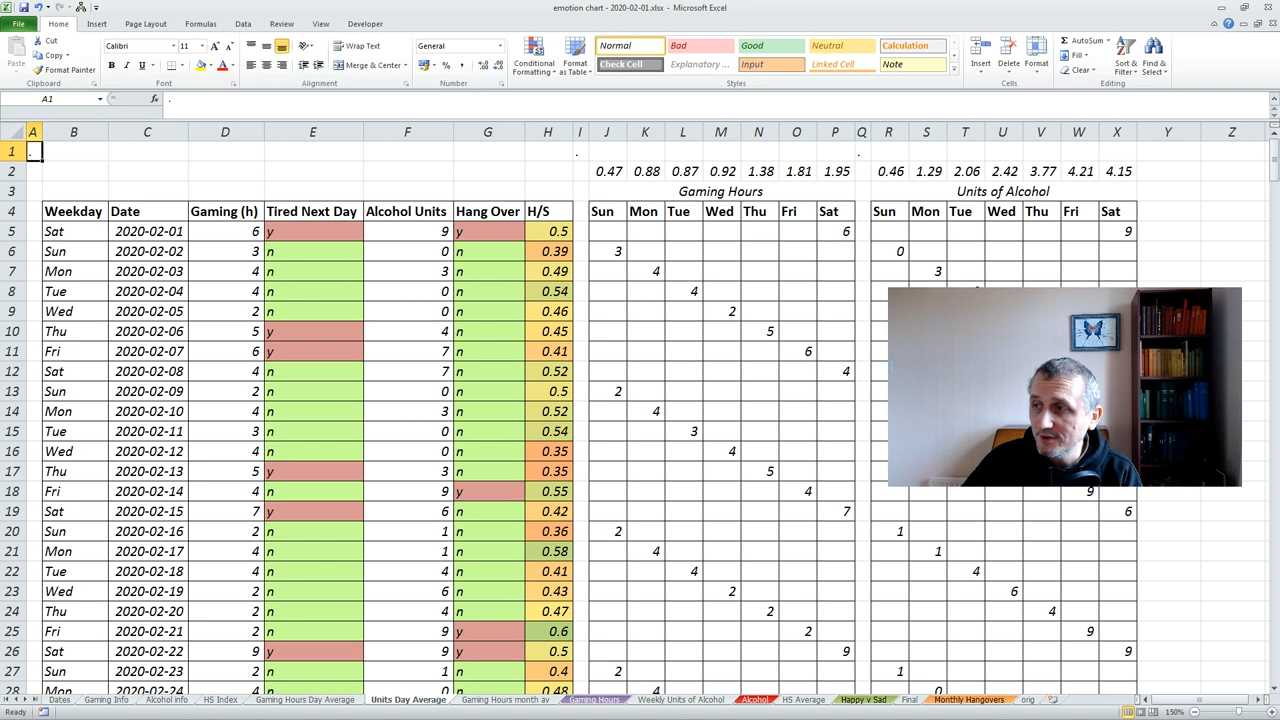 emotion chart - 2020-02-01.xlsx - Microsoft Excel
File Home Insert Page Layout Formulas Data Review View Developer
Cut Calibri 11 Wrap Text General Normal Bad Good Neutral Calculation AutoSum
Copy Fill
Paste Format Painter Merge & Center Conditional Formatting Format as Table Check Cell Explanatory ... Input Linked Cell Note Insert Delete Format Clear Sort & Filter Find & Select
Clipboard Font Alignment Number Styles Cells Editing
A1 fx .
A B C D E F G H I J K L M N O P Q R S T U V W X Y Z
1 . . .
2 0.47 0.88 0.87 0.92 1.38 1.81 1.95 0.46 1.29 2.06 2.42 3.77 4.21 4.15
3 Gaming Hours Units of Alcohol
4 Weekday Date Gaming (h) Tired Next Day Alcohol Units Hang Over H/S Sun Mon Tue Wed Thu Fri Sat Sun Mon Tue Wed Thu Fri Sat
5 Sat 2020-02-01 6 y 9 y 0.5 6 9
6 Sun 2020-02-02 3 n 0 n 0.39 3 0
7 Mon 2020-02-03 4 n 3 n 0.49 4 3
8 Tue 2020-02-04 4 n 0 n 0.54 4
9 Wed 2020-02-05 2 n 0 n 0.46 2
10 Thu 2020-02-06 5 y 4 n 0.45 5
11 Fri 2020-02-07 6 y 7 n 0.41 6
12 Sat 2020-02-08 4 n 7 n 0.52 4
13 Sun 2020-02-09 2 n 0 n 0.5 2
14 Mon 2020-02-10 4 n 3 n 0.52 4
15 Tue 2020-02-11 3 n 0 n 0.54 3
16 Wed 2020-02-12 4 n 0 n 0.35 4
17 Thu 2020-02-13 5 y 3 n 0.35 5
18 Fri 2020-02-14 4 n 9 y 0.55 4 9
19 Sat 2020-02-15 7 y 6 n 0.42 7 6
20 Sun 2020-02-16 2 n 1 n 0.36 2 1
21 Mon 2020-02-17 4 n 1 n 0.58 4 1
22 Tue 2020-02-18 4 n 4 n 0.41 4 4
23 Wed 2020-02-19 2 n 6 n 0.43 2 6
24 Thu 2020-02-20 2 n 4 n 0.47 2 4
25 Fri 2020-02-21 2 n 9 y 0.6 2 9
26 Sat 2020-02-22 9 y 9 y 0.5 9 9
27 Sun 2020-02-23 2 n 1 n 0.4 2 1
28 Mon 2020-02-24 4 n 0 n 0.48 4 0
Dates Gaming Info Alcohol info HS Index Gaming Hours Day Average Units Day Average Gaming Hours month av Gaming Hours Weekly Units of Alcohol Alcohol HS Average Happy v Sad Final Monthly Hangovers orig
Ready 150%